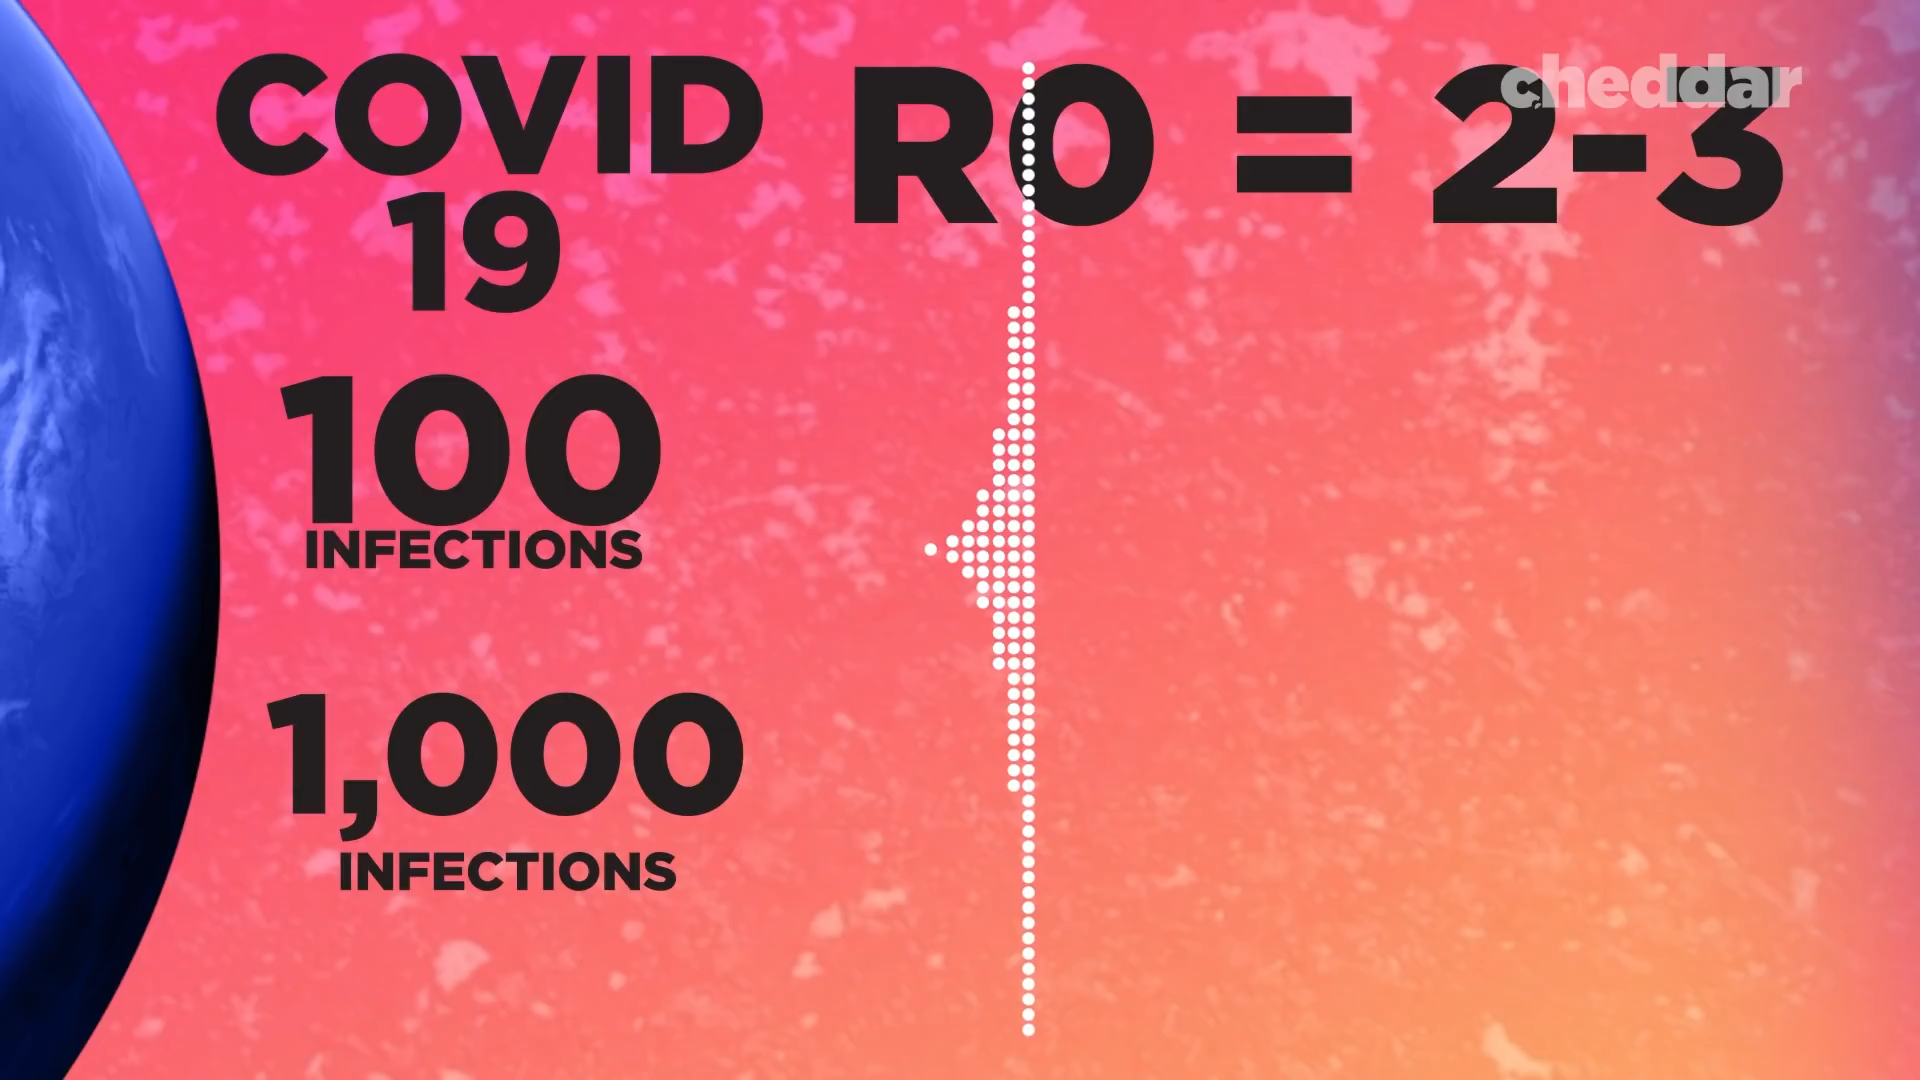 COVID
19
R0 = 2-3
cheddar
100
INFECTIONS
1,000
INFECTIONS